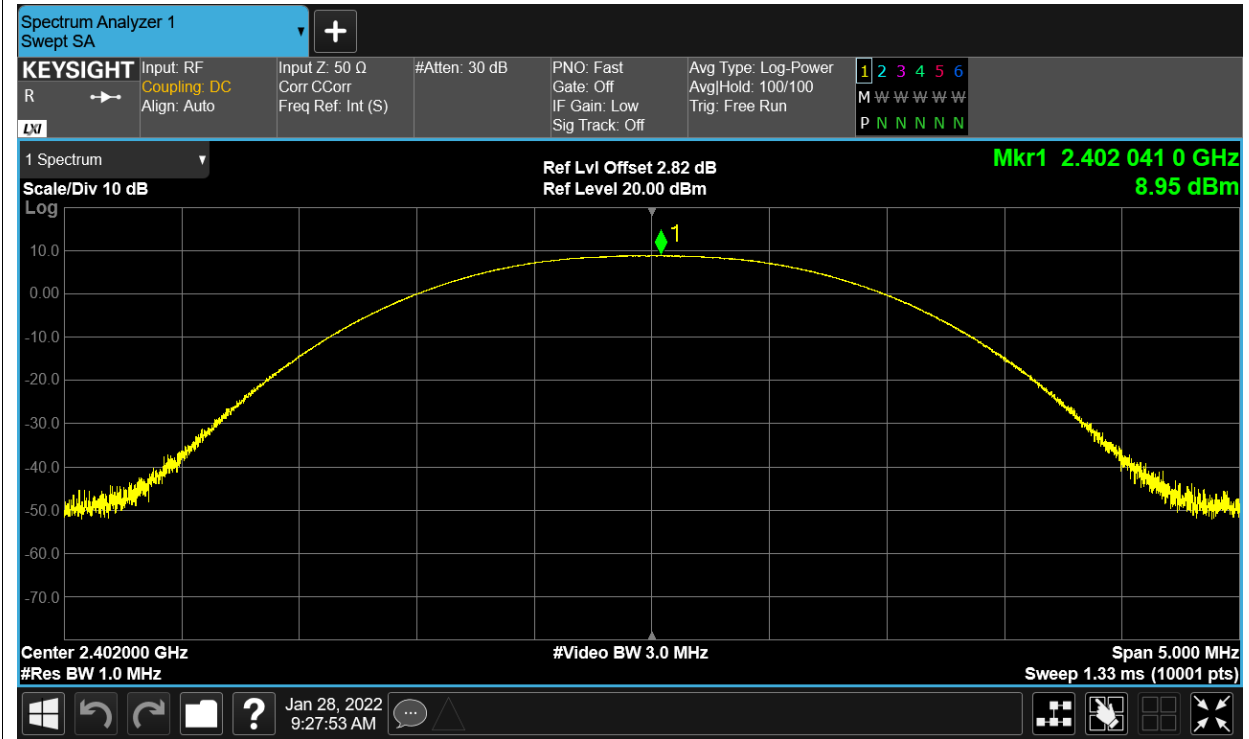 Spectrum Analyzer 1
Swept SA
+
KEYSIGHT
R
LXI
Input: RF
Coupling: DC
Align: Auto
Input Z: 50 Ω
Corr CCorr
Freq Ref: Int (S)
#Atten: 30 dB
PNO: Fast
Gate: Off
IF Gain: Low
Sig Track: Off
Avg Type: Log-Power
Avg|Hold: 100/100
Trig: Free Run
1 2 3 4 5 6
M W W W W W
P N N N N N
1 Spectrum
Scale/Div 10 dB
Ref Lvl Offset 2.82 dB
Ref Level 20.00 dBm
Mkr1 2.402 041 0 GHz
8.95 dBm
Log
1
10.0
0.00
-10.0
-20.0
-30.0
-40.0
-50.0
-60.0
-70.0
Center 2.402000 GHz
#Video BW 3.0 MHz
Span 5.000 MHz
#Res BW 1.0 MHz
Sweep 1.33 ms (10001 pts)
?
Jan 28, 2022
9:27:53 AM